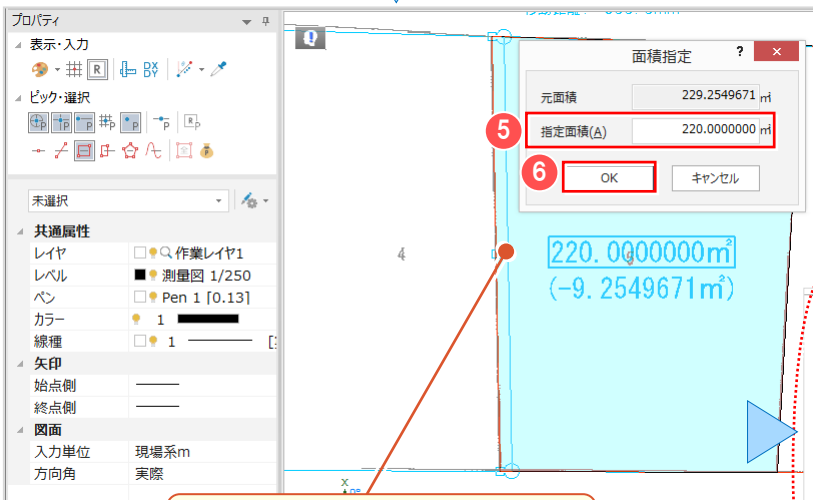 プロパティ
表示・入力
R
BX
BY
ピック・選択
P P P P P P P
P
未選択
共通属性
レイヤ 作業レイヤ1
レベル 測量図 1/250
ペン Pen 1 [0.13]
カラー 1
線種 1
矢印
始点側
終点側
図面
入力単位 現場系m
方向角 実際
4
5
220.0000000㎡
(-9.2549671㎡)
X
面積指定 ? ×
元面積 229.2549671 ㎡
5 指定面積(A) 220.0000000 ㎡
6 OK キャンセル